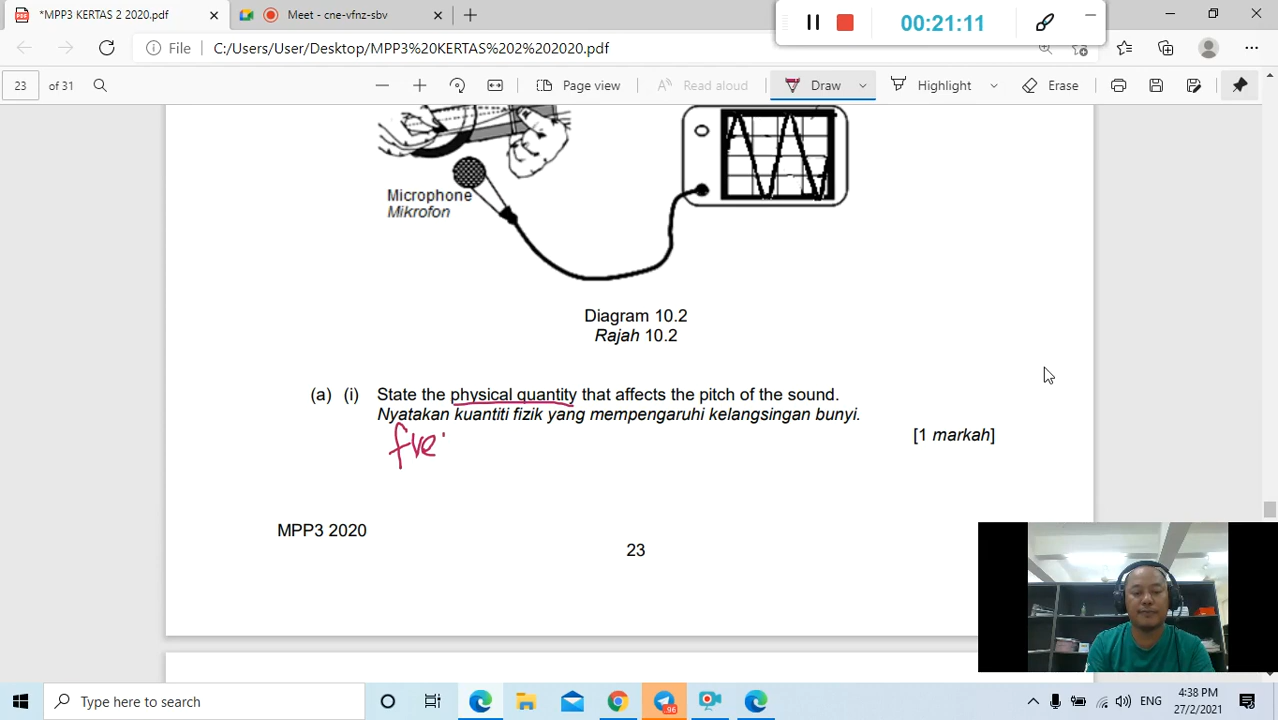 *MPP3 KERTAS 2 2020.pdf
Meet - cne-vfnz-sbv
00:21:11
File
C:/Users/User/Desktop/MPP3%20KERTAS%202%202020.pdf
23 of 31
Page view
Read aloud
Draw
Highlight
Erase
Microphone
Mikrofon
Diagram 10.2
Rajah 10.2
(a) (i) State the physical quantity that affects the pitch of the sound.
Nyatakan kuantiti fizik yang mempengaruhi kelangsingan bunyi.
[1 markah]
fre
MPP3 2020
23
Type here to search
96
ENG
4:38 PM
27/2/2021